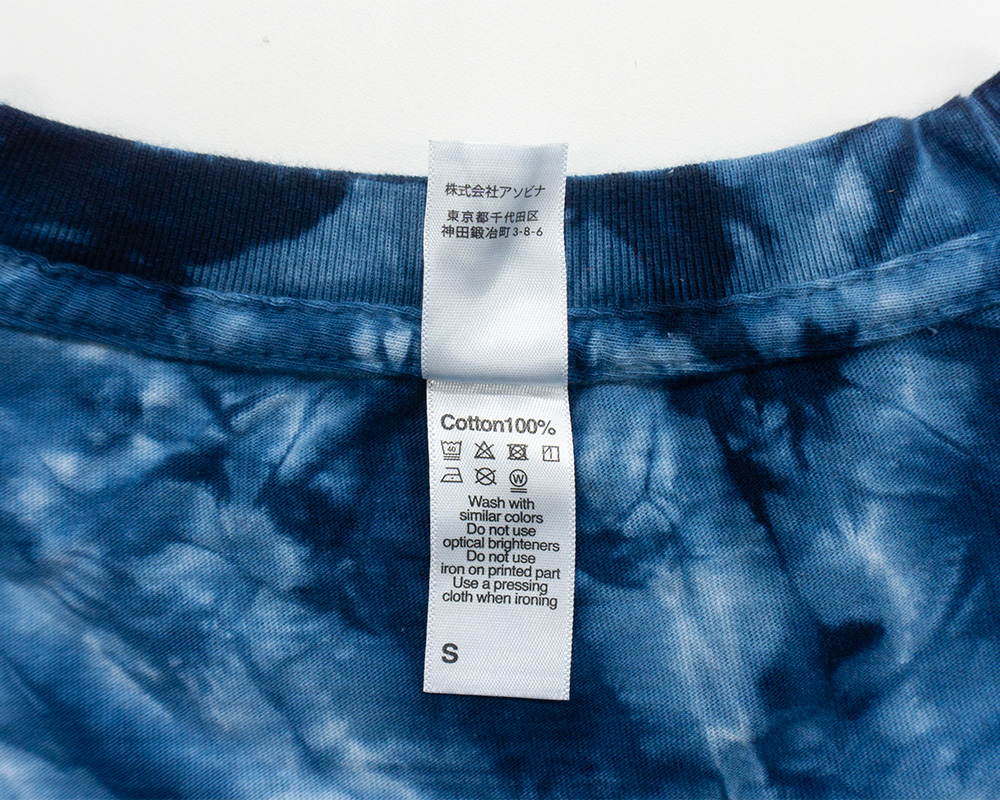 株式会社アソビナ
東京都千代田区
神田鍛冶町3-8-6
Cotton100%
40
W
Wash with
similar colors
Do not use
optical brighteners
Do not use
iron on printed part
Use a pressing
cloth when ironing
S